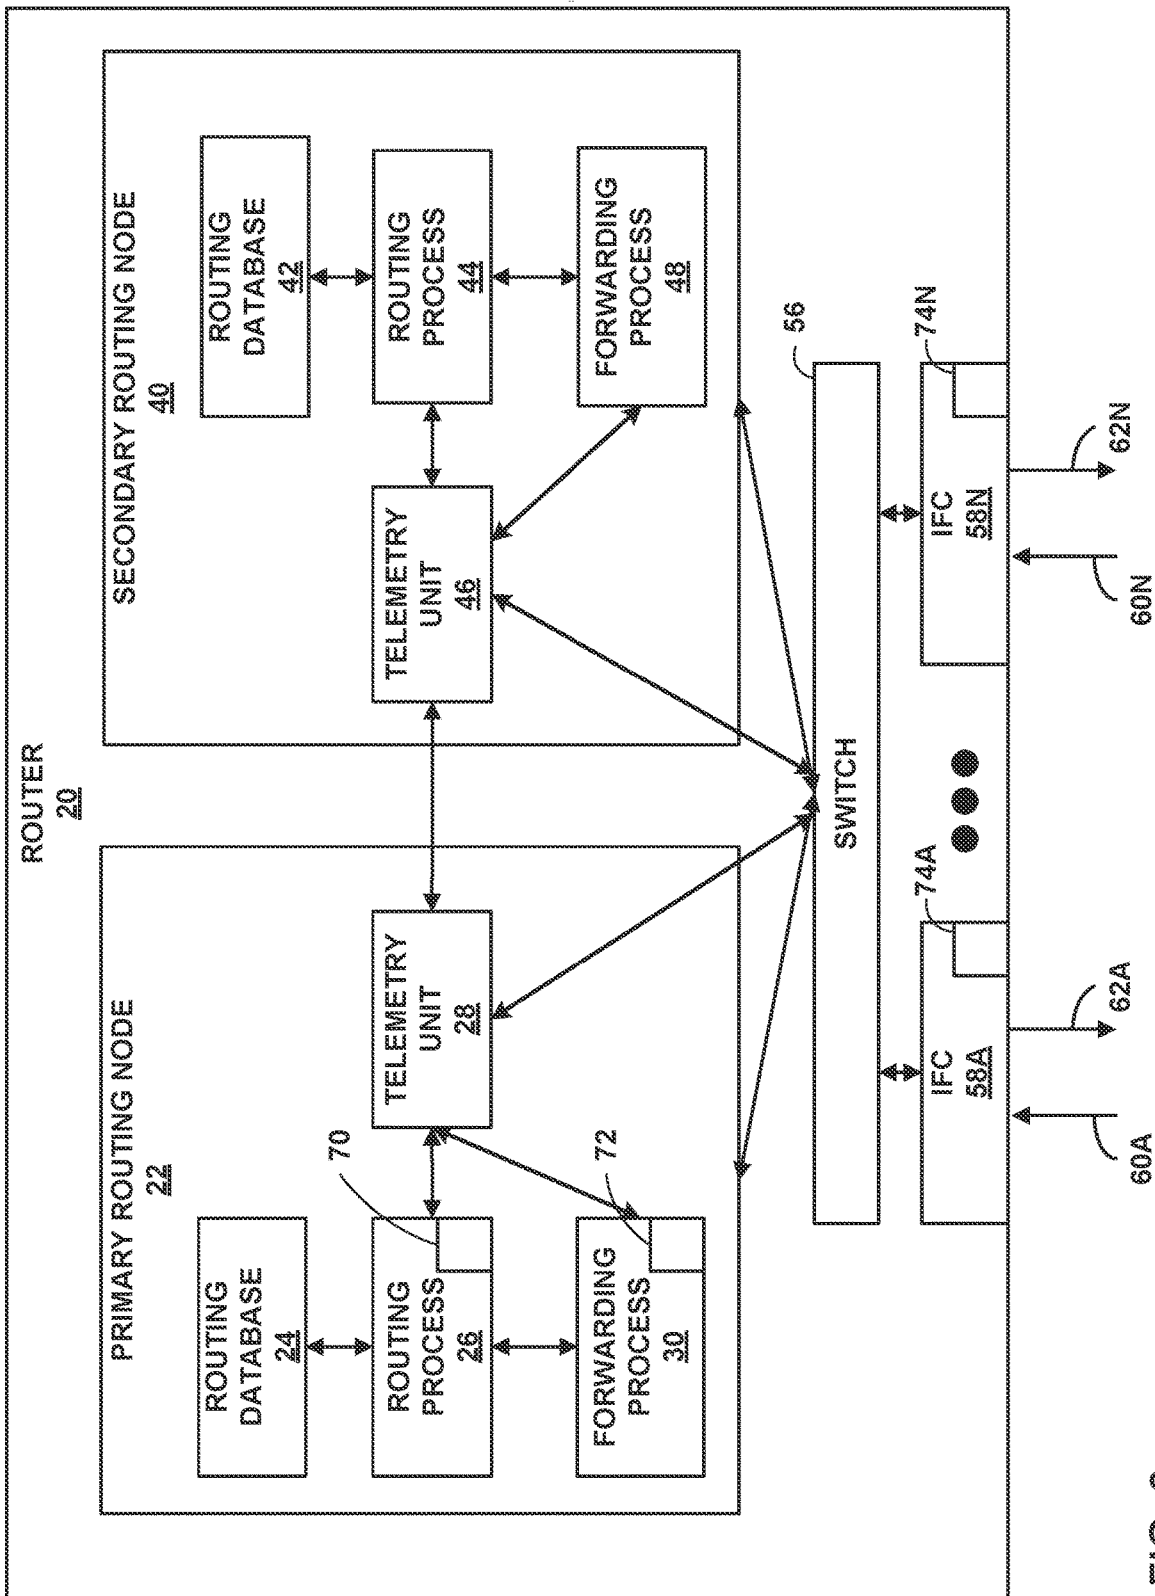 ROUTER
20
PRIMARY ROUTING NODE
22
ROUTING
DATABASE
24
ROUTING
PROCESS
26
70
FORWARDING
PROCESS
30
72
TELEMETRY
UNIT
28
SECONDARY ROUTING NODE
40
TELEMETRY
UNIT
46
ROUTING
DATABASE
42
ROUTING
PROCESS
44
FORWARDING
PROCESS
48
SWITCH
56
IFC
58A
74A
IFC
58N
74N
60A
62A
60N
62N
FIG.